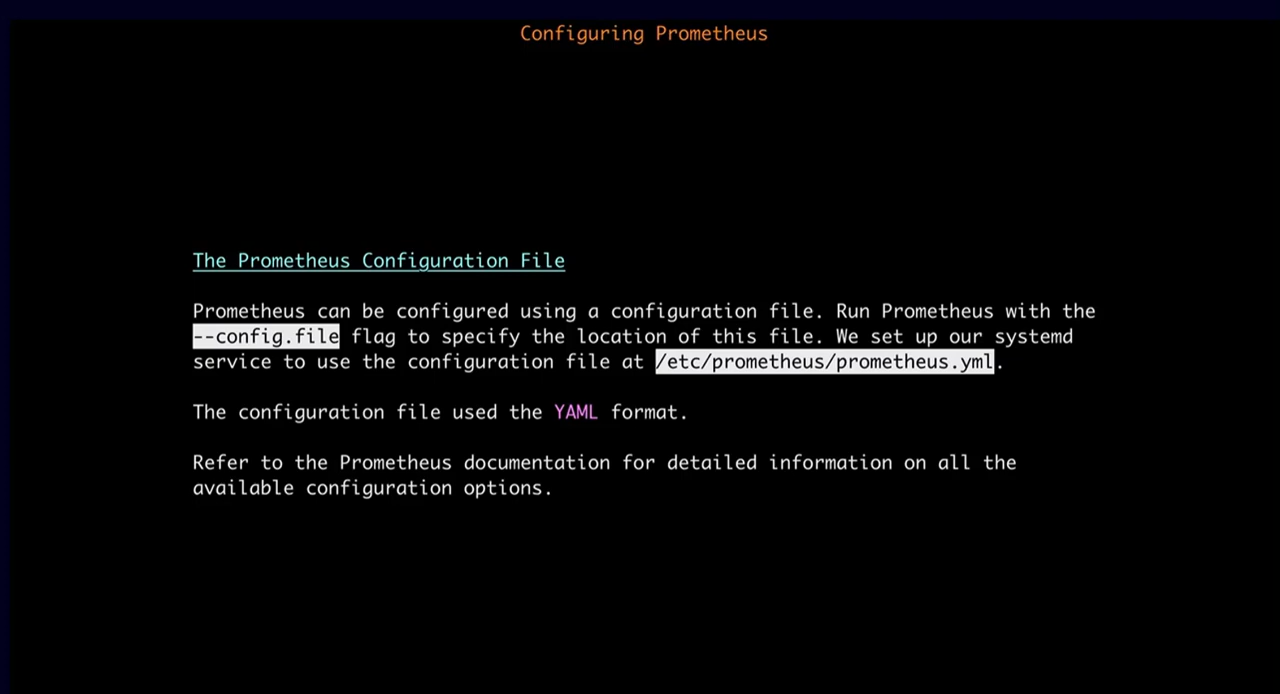 Configuring Prometheus
The Prometheus Configuration File
Prometheus can be configured using a configuration file. Run Prometheus with the
--config.file flag to specify the location of this file. We set up our systemd
service to use the configuration file at /etc/prometheus/prometheus.yml.
The configuration file used the YAML format.
Refer to the Prometheus documentation for detailed information on all the
available configuration options.